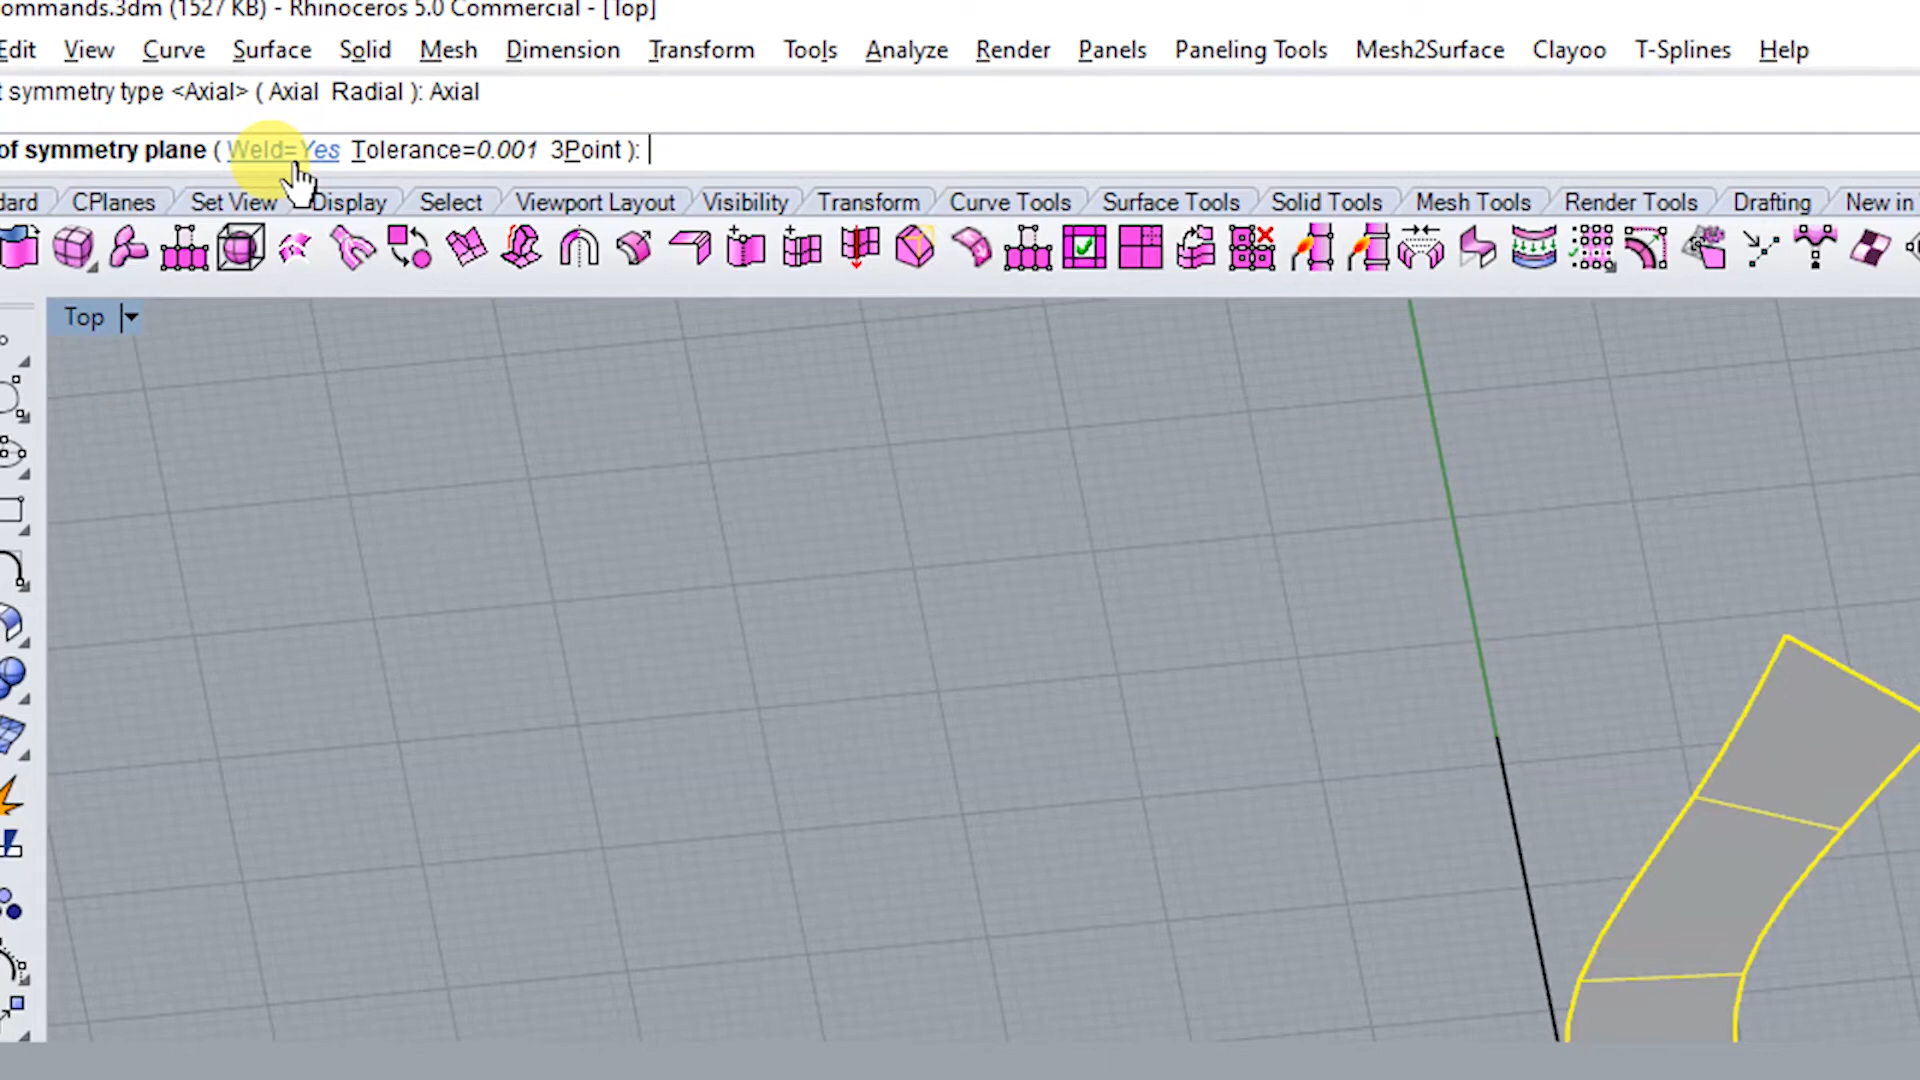 ommands.3dm (1527 KB) - Rhinoceros 5.0 Commercial - [Top]
Edit View Curve Surface Solid Mesh Dimension Transform Tools Analyze Render Panels Paneling Tools Mesh2Surface Clayoo T-Splines Help
t symmetry type <Axial> ( Axial Radial ): Axial
of symmetry plane ( Weld=Yes Tolerance=0.001 3Point ):
dard CPlanes Set View Display Select Viewport Layout Visibility Transform Curve Tools Surface Tools Solid Tools Mesh Tools Render Tools Drafting New in
Top